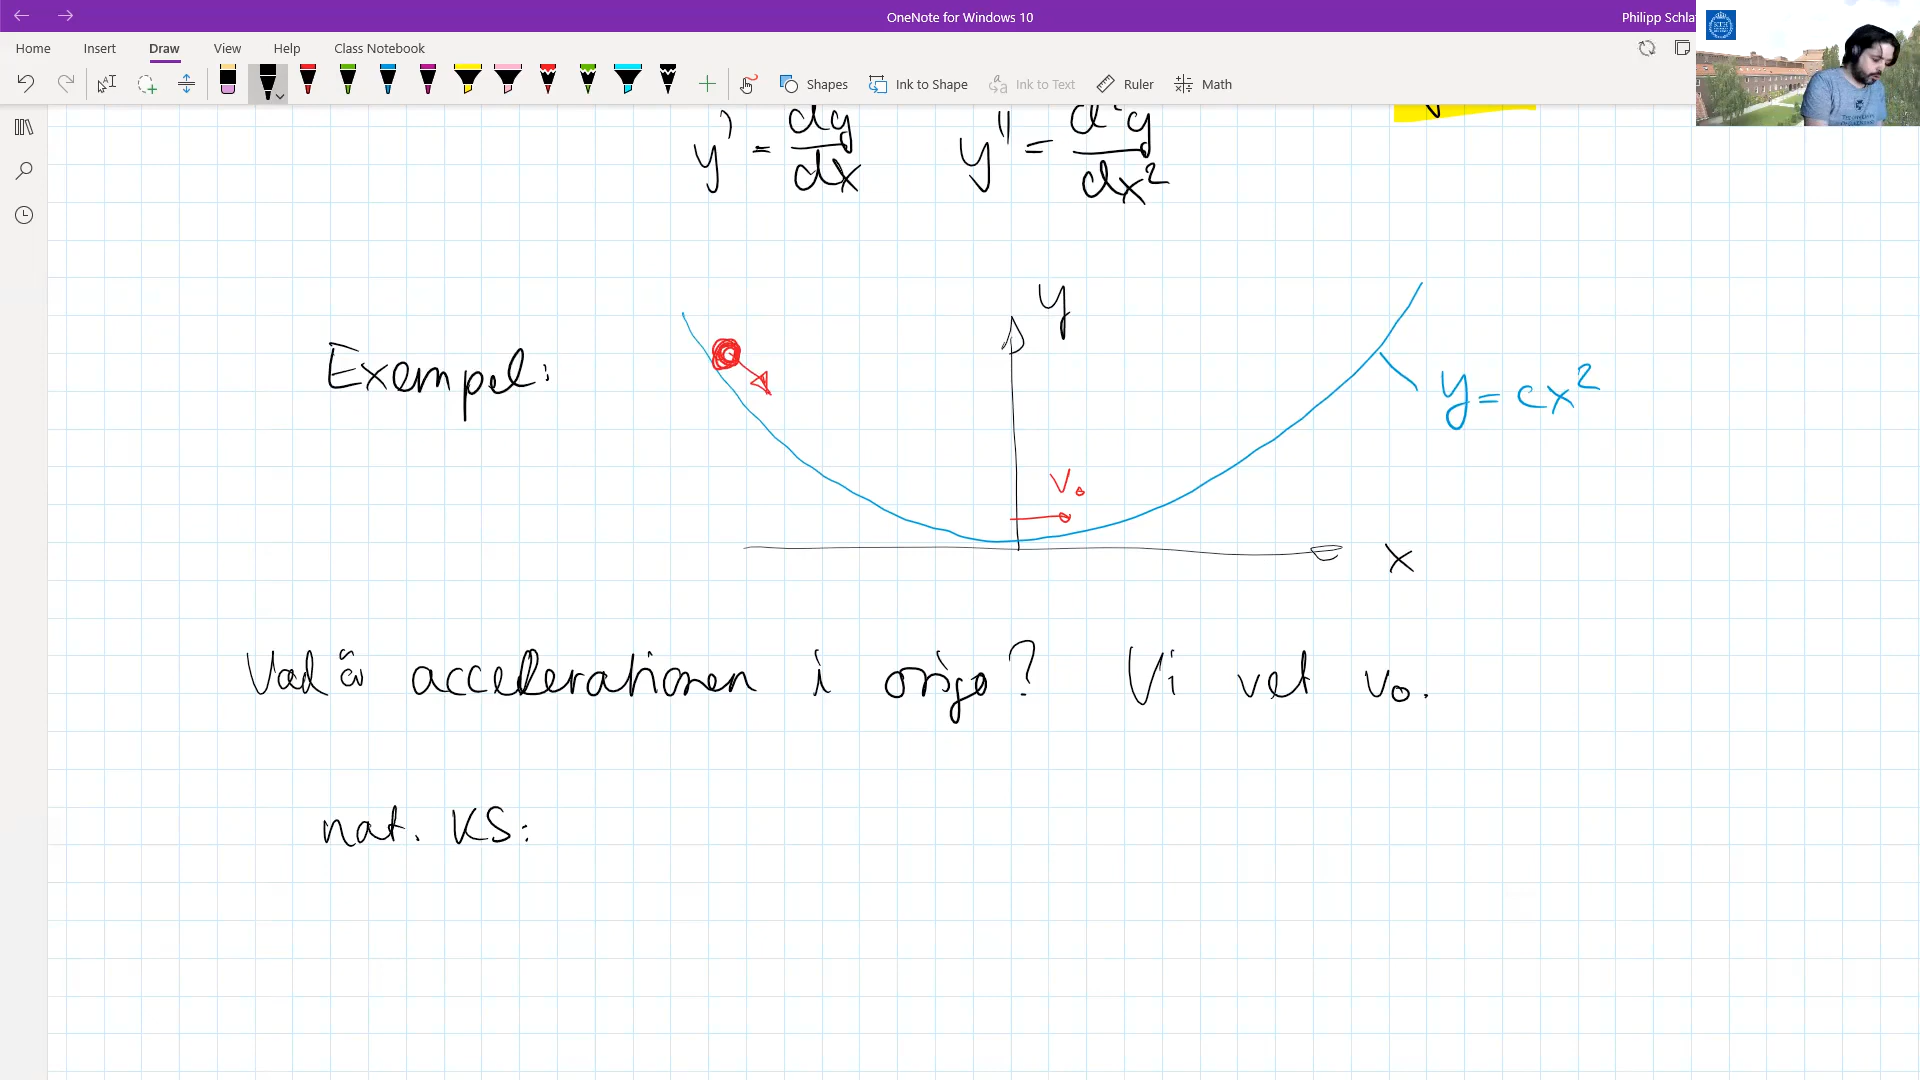 OneNote for Windows 10
Philipp Schla
Home Insert Draw View Help Class Notebook
Shapes Ink to Shape Ink to Text Ruler Math
y' = dy/dx y'' = d²y/dx²
y
Exempel:
y = cx²
v₀
x
Vad är accelerationen i origo? Vi vet v₀.
nat. KS: